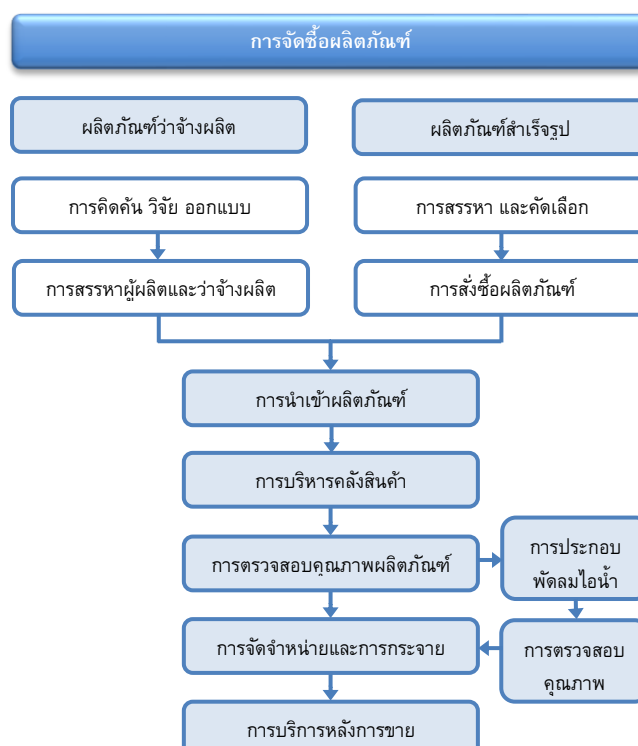 การจัดซื้อผลิตภัณฑ์
ผลิตภัณฑ์ว่าจ้างผลิต
ผลิตภัณฑ์สำเร็จรูป
การคิดค้น วิจัย ออกแบบ
การสรรหา และคัดเลือก
การสรรหาผู้ผลิตและว่าจ้างผลิต
การสั่งซื้อผลิตภัณฑ์
การนำเข้าผลิตภัณฑ์
การบริหารคลังสินค้า
การตรวจสอบคุณภาพผลิตภัณฑ์
การประกอบ
พัดลมไอน้ำ
การจัดจำหน่ายและการกระจาย
การตรวจสอบ
คุณภาพ
การบริการหลังการขาย